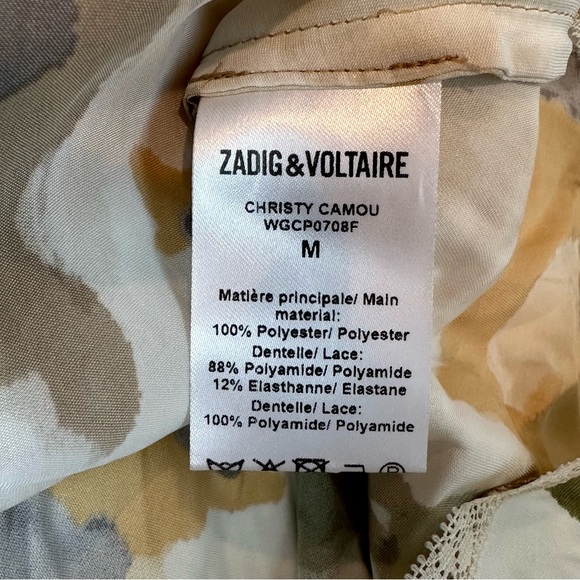 ZADIG&VOLTAIRE
CHRISTY CAMOU
WGCP0708F
M
Matière principale/ Main
material:
100% Polyester/ Polyester
Dentelle/ Lace:
88% Polyamide/ Polyamide
12% Elasthanne/ Elastane
Dentelle/ Lace:
100% Polyamide/ Polyamide